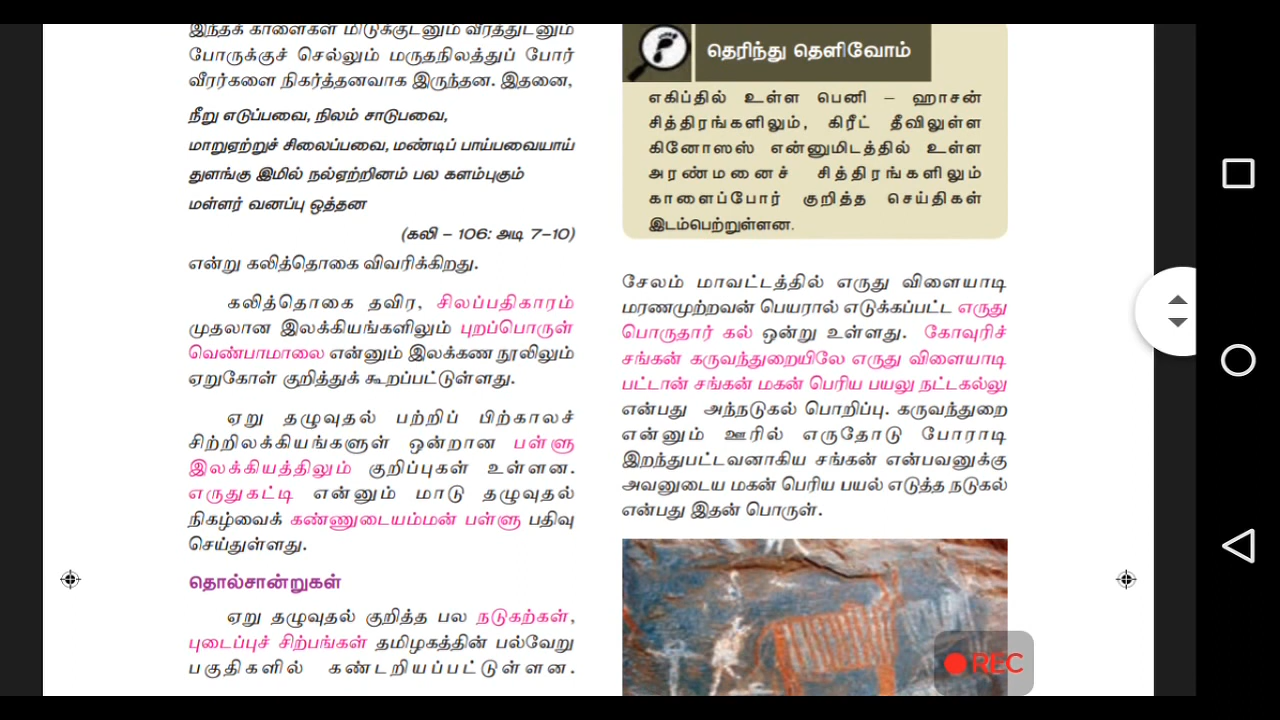 இந்தக் காளைகள் மிடுக்குடனும் வீரத்துடனும்
போருக்குச் செல்லும் மருதநிலத்துப் போர்
வீரர்களை நிகர்த்தனவாக இருந்தன. இதனை,
நீறு எடுப்பவை, நிலம் சாடுபவை,
மாறுஏற்றுச் சிலைப்பவை, மண்டிப் பாய்பவையாய்
துளங்கு இமில் நல்ஏற்றினம் பல களம்புகும்
மள்ளர் வனப்பு ஒத்தன
(கலி – 106: அடி 7–10)
என்று கலித்தொகை விவரிக்கிறது.
கலித்தொகை தவிர, சிலப்பதிகாரம்
முதலான இலக்கியங்களிலும் புறப்பொருள்
வெண்பாமாலை என்னும் இலக்கண நூலிலும்
ஏறுகோள் குறித்துக் கூறப்பட்டுள்ளது.
ஏறு தழுவுதல் பற்றிப் பிற்காலச்
சிற்றிலக்கியங்களுள் ஒன்றான பள்ளு
இலக்கியத்திலும் குறிப்புகள் உள்ளன.
எருதுகட்டி என்னும் மாடு தழுவுதல்
நிகழ்வைக் கண்ணுடையம்மன் பள்ளு பதிவு
செய்துள்ளது.
தொல்சான்றுகள்
ஏறு தழுவுதல் குறித்த பல நடுகற்கள்,
புடைப்புச் சிற்பங்கள் தமிழகத்தின் பல்வேறு
பகுதிகளில் கண்டறியப்பட்டுள்ளன.
தெரிந்து தெளிவோம்
எகிப்தில் உள்ள பெனி – ஹாசன்
சித்திரங்களிலும், கிரீட் தீவிலுள்ள
கினோஸஸ் என்னுமிடத்தில் உள்ள
அரண்மனைச் சித்திரங்களிலும்
காளைப்போர் குறித்த செய்திகள்
இடம்பெற்றுள்ளன.
சேலம் மாவட்டத்தில் எருது விளையாடி
மரணமுற்றவன் பெயரால் எடுக்கப்பட்ட எருது
பொருதார் கல் ஒன்று உள்ளது. கோவுரிச்
சங்கன் கருவந்துறையிலே எருது விளையாடி
பட்டான் சங்கன் மகன் பெரிய பயலு நட்டகல்லு
என்பது அந்நடுகல் பொறிப்பு. கருவந்துறை
என்னும் ஊரில் எருதோடு போராடி
இறந்துபட்டவனாகிய சங்கன் என்பவனுக்கு
அவனுடைய மகன் பெரிய பயல் எடுத்த நடுகல்
என்பது இதன் பொருள்.
REC